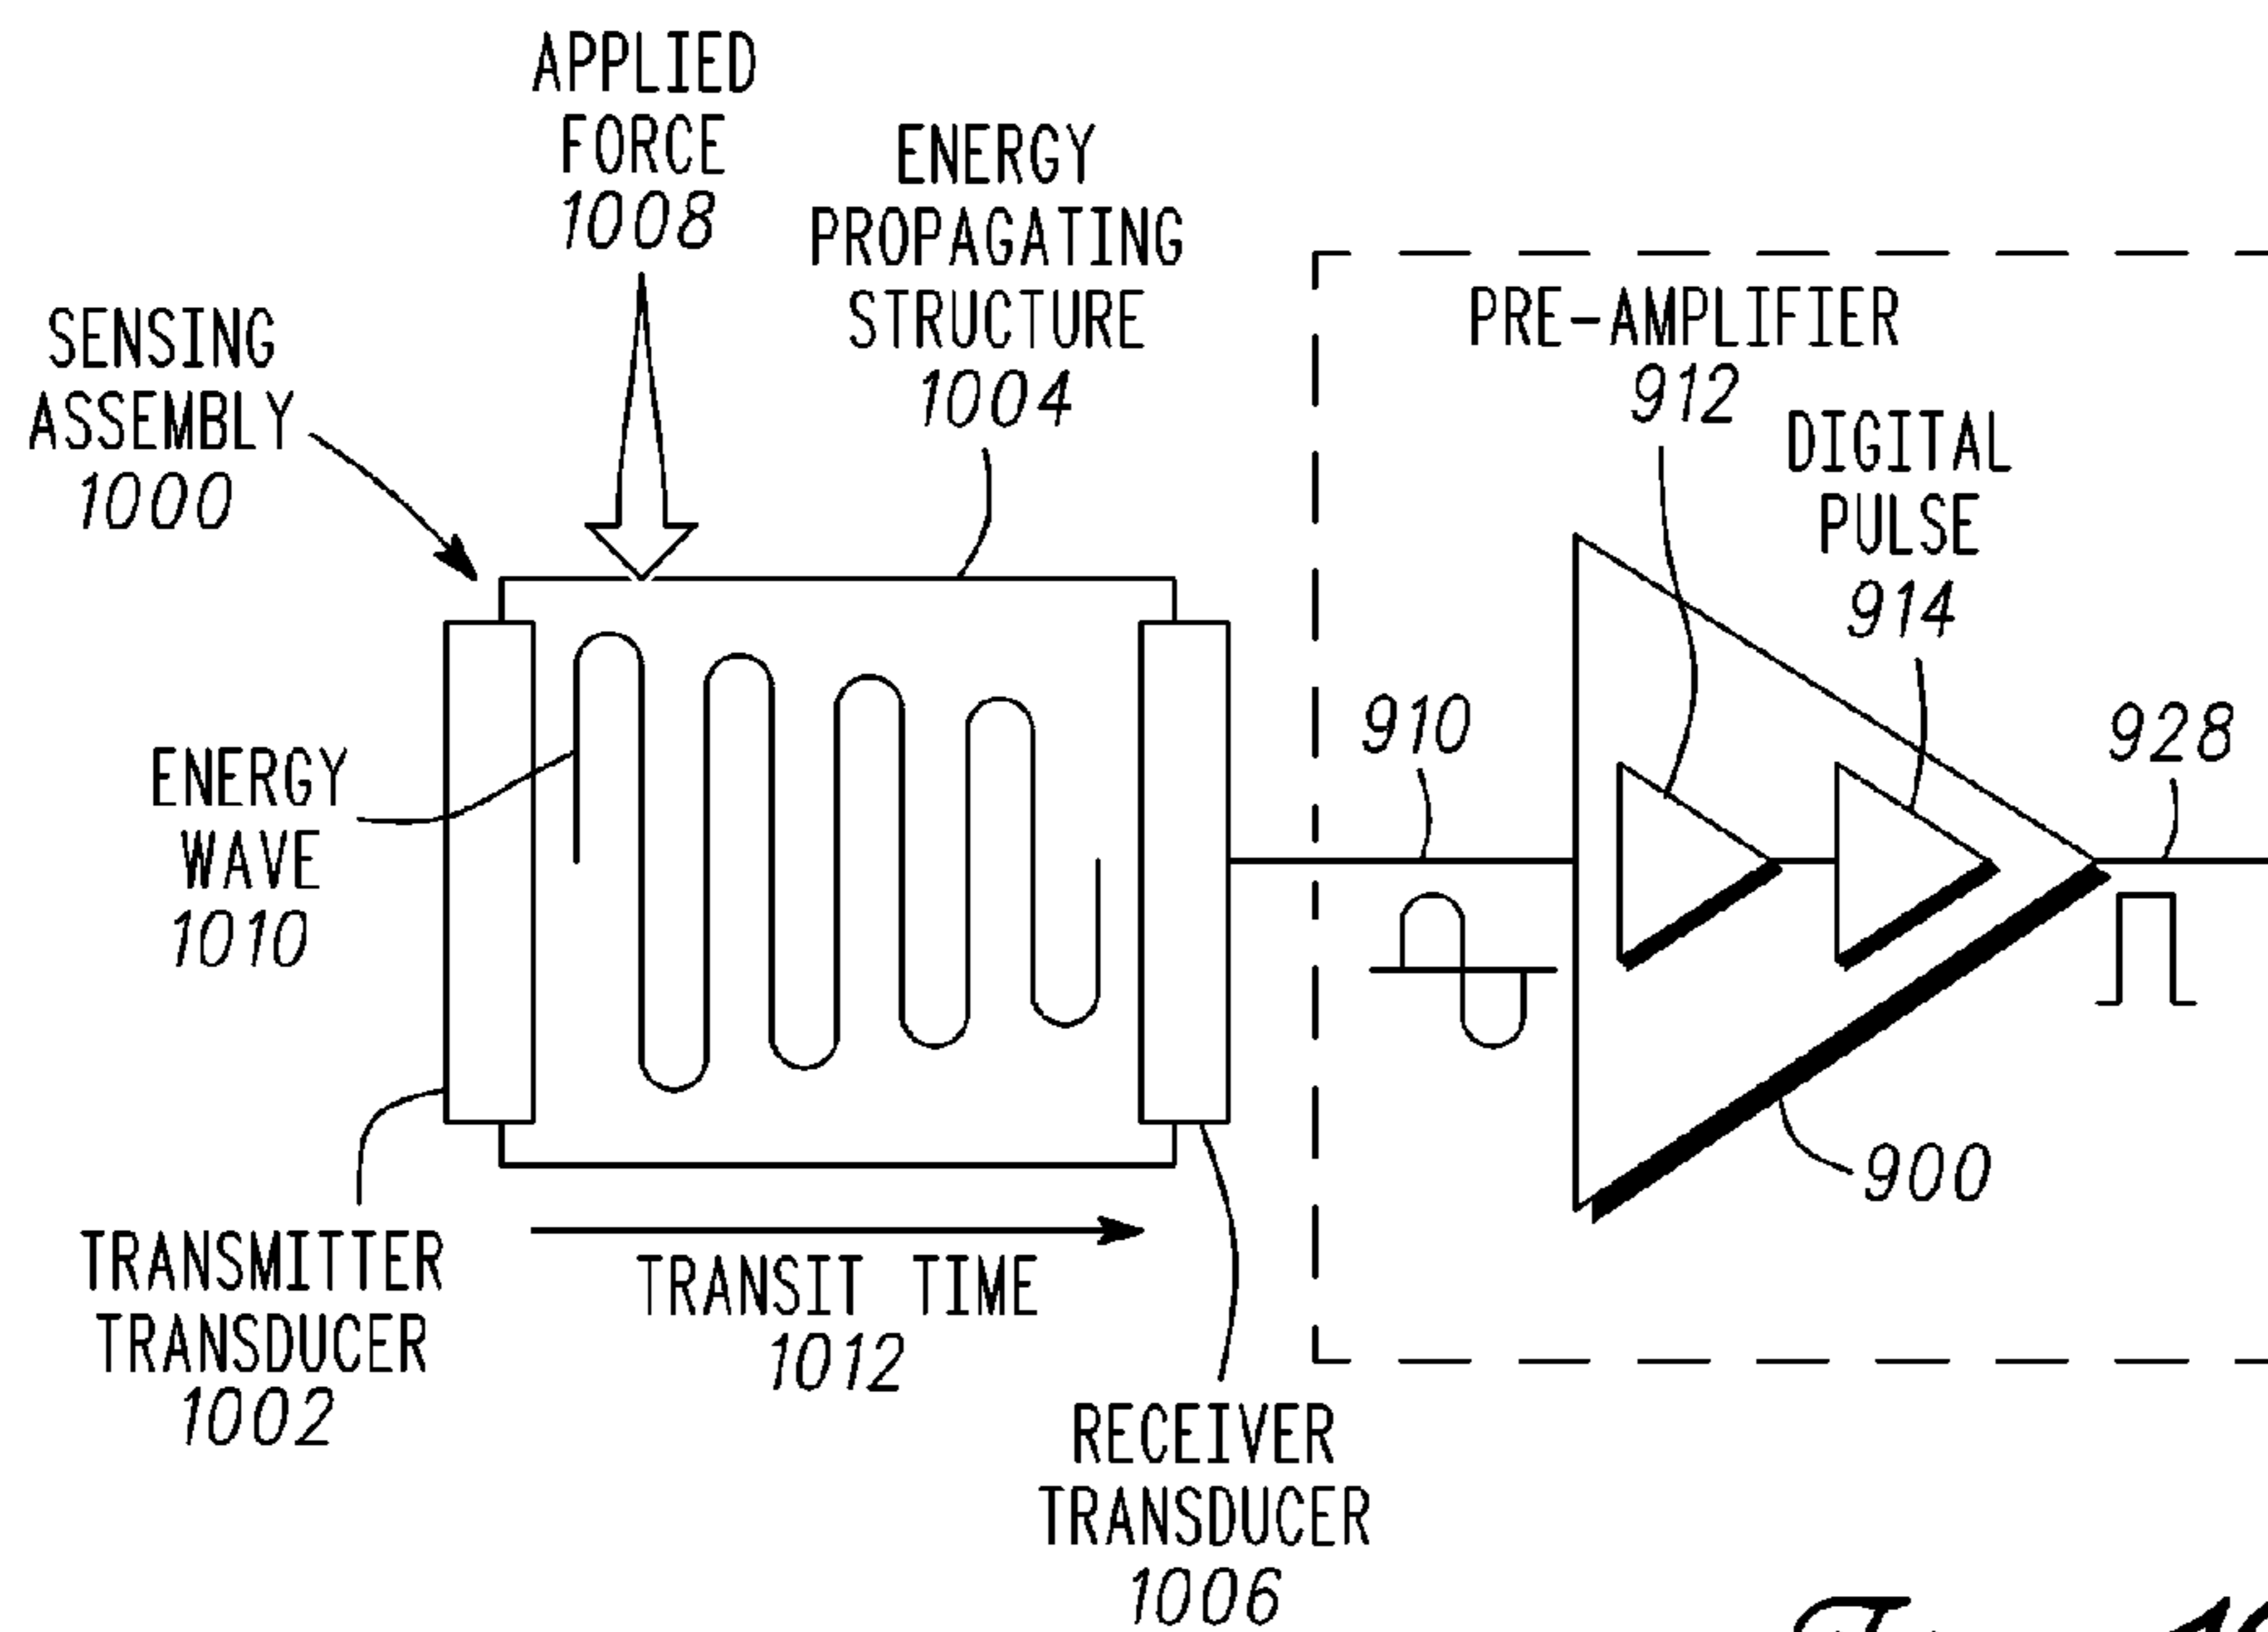 APPLIED
FORCE
1008
ENERGY
PROPAGATING
STRUCTURE
1004
SENSING
ASSEMBLY
1000
PRE-AMPLIFIER
912
DIGITAL
PULSE
914
910
928
ENERGY
WAVE
1010
900
TRANSMITTER
TRANSDUCER
1002
TRANSIT TIME
1012
RECEIVER
TRANSDUCER
1006